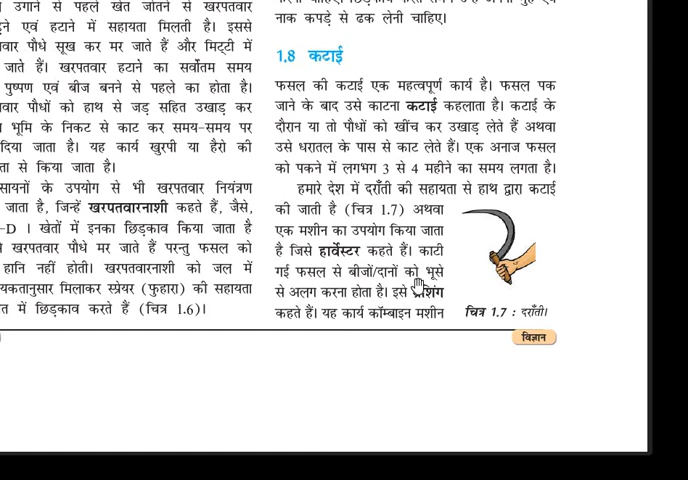 उगाने से पहले खेत जोतने से खरपतवार
एवं हटाने में सहायता मिलती है। इससे
वार पौधे सूख कर मर जाते हैं और मिट्टी में
जाते हैं। खरपतवार हटाने का सर्वोतम समय
पुष्पण एवं बीज बनने से पहले का होता है।
वार पौधों को हाथ से जड़ सहित उखाड़ कर
भूमि के निकट से काट कर समय-समय पर
दिया जाता है। यह कार्य खुरपी या हैरो की
ता से किया जाता है।
सायनों के उपयोग से भी खरपतवार नियंत्रण
जाता है, जिन्हें खरपतवारनाशी कहते हैं, जैसे,
-D । खेतों में इनका छिड़काव किया जाता है
खरपतवार पौधे मर जाते हैं परन्तु फसल को
हानि नहीं होती। खरपतवारनाशी को जल में
यकतानुसार मिलाकर स्प्रेयर (फुहारा) की सहायता
त में छिड़काव करते हैं (चित्र 1.6)।
नाक कपड़े से ढक लेनी चाहिए।
1.8 कटाई
फसल की कटाई एक महत्वपूर्ण कार्य है। फसल पक
जाने के बाद उसे काटना कटाई कहलाता है। कटाई के
दौरान या तो पौधों को खींच कर उखाड़ लेते हैं अथवा
उसे धरातल के पास से काट लेते हैं। एक अनाज फसल
को पकने में लगभग 3 से 4 महीने का समय लगता है।
हमारे देश में दराँती की सहायता से हाथ द्वारा कटाई
की जाती है (चित्र 1.7) अथवा
एक मशीन का उपयोग किया जाता
है जिसे हार्वेस्टर कहते हैं। काटी
गई फसल से बीजों/दानों को भूसे
से अलग करना होता है। इसे थ्रेशिंग
कहते हैं। यह कार्य कॉम्बाइन मशीन
चित्र 1.7 : दराँती।
विज्ञान